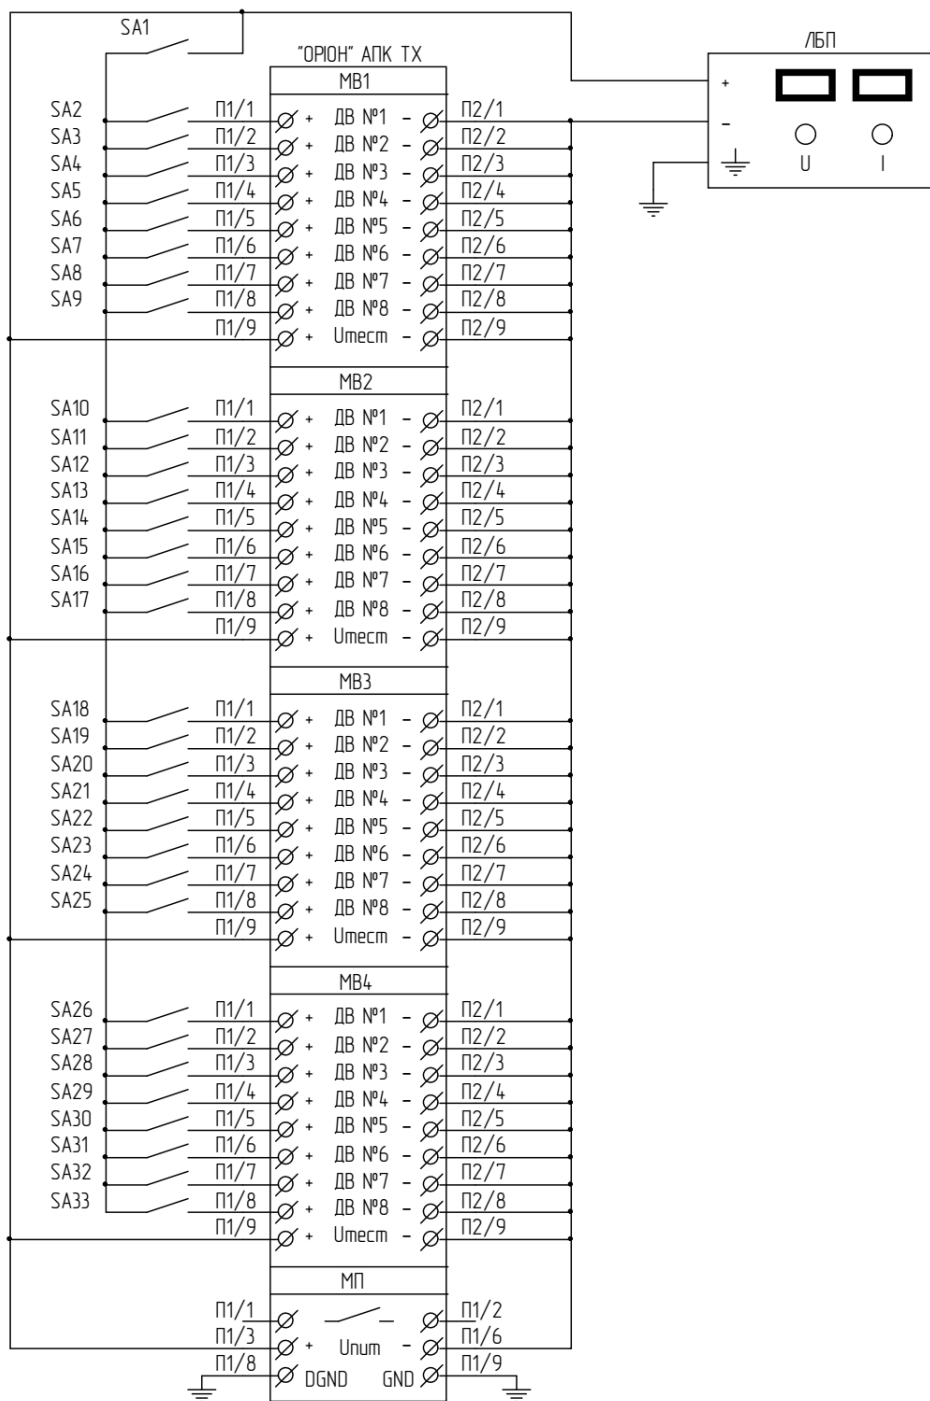 SA1
"ОРІОН" АПК ТХ
ЛБП
МВ1
+
SA2 П1/1 + ДВ №1 - П2/1 -
SA3 П1/2 + ДВ №2 - П2/2
SA4 П1/3 + ДВ №3 - П2/3 U I
SA5 П1/4 + ДВ №4 - П2/4
SA6 П1/5 + ДВ №5 - П2/5
SA7 П1/6 + ДВ №6 - П2/6
SA8 П1/7 + ДВ №7 - П2/7
SA9 П1/8 + ДВ №8 - П2/8
П1/9 + Uтест - П2/9
МВ2
SA10 П1/1 + ДВ №1 - П2/1
SA11 П1/2 + ДВ №2 - П2/2
SA12 П1/3 + ДВ №3 - П2/3
SA13 П1/4 + ДВ №4 - П2/4
SA14 П1/5 + ДВ №5 - П2/5
SA15 П1/6 + ДВ №6 - П2/6
SA16 П1/7 + ДВ №7 - П2/7
SA17 П1/8 + ДВ №8 - П2/8
П1/9 + Uтест - П2/9
МВ3
SA18 П1/1 + ДВ №1 - П2/1
SA19 П1/2 + ДВ №2 - П2/2
SA20 П1/3 + ДВ №3 - П2/3
SA21 П1/4 + ДВ №4 - П2/4
SA22 П1/5 + ДВ №5 - П2/5
SA23 П1/6 + ДВ №6 - П2/6
SA24 П1/7 + ДВ №7 - П2/7
SA25 П1/8 + ДВ №8 - П2/8
П1/9 + Uтест - П2/9
МВ4
SA26 П1/1 + ДВ №1 - П2/1
SA27 П1/2 + ДВ №2 - П2/2
SA28 П1/3 + ДВ №3 - П2/3
SA29 П1/4 + ДВ №4 - П2/4
SA30 П1/5 + ДВ №5 - П2/5
SA31 П1/6 + ДВ №6 - П2/6
SA32 П1/7 + ДВ №7 - П2/7
SA33 П1/8 + ДВ №8 - П2/8
П1/9 + Uтест - П2/9
МП
П1/1 П1/2
П1/3 + Uпит - П1/6
П1/8 DGND GND П1/9